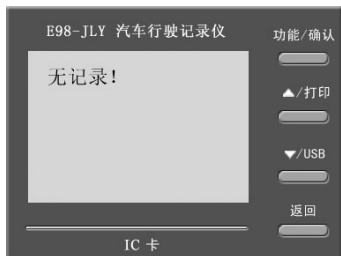 E98-JLY 汽车行驶记录仪
功能/确认
无记录!
▲/打印
▼/USB
返回
IC 卡